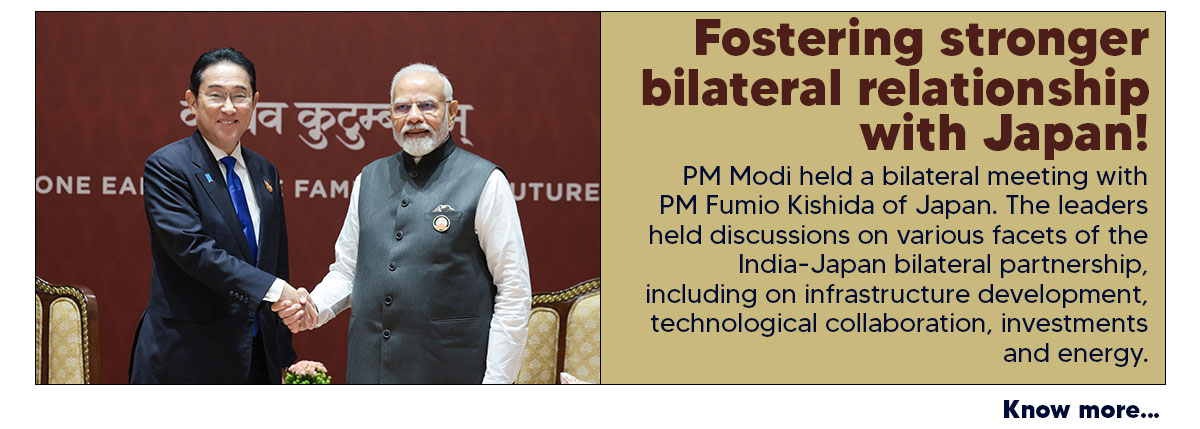 कुटुम्ब
ONE EA FAM UTURE
Fostering stronger
bilateral relationship
with Japan!
PM Modi held a bilateral meeting with
PM Fumio Kishida of Japan. The leaders
held discussions on various facets of the
India-Japan bilateral partnership,
including on infrastructure development,
technological collaboration, investments
and energy.
Know more...